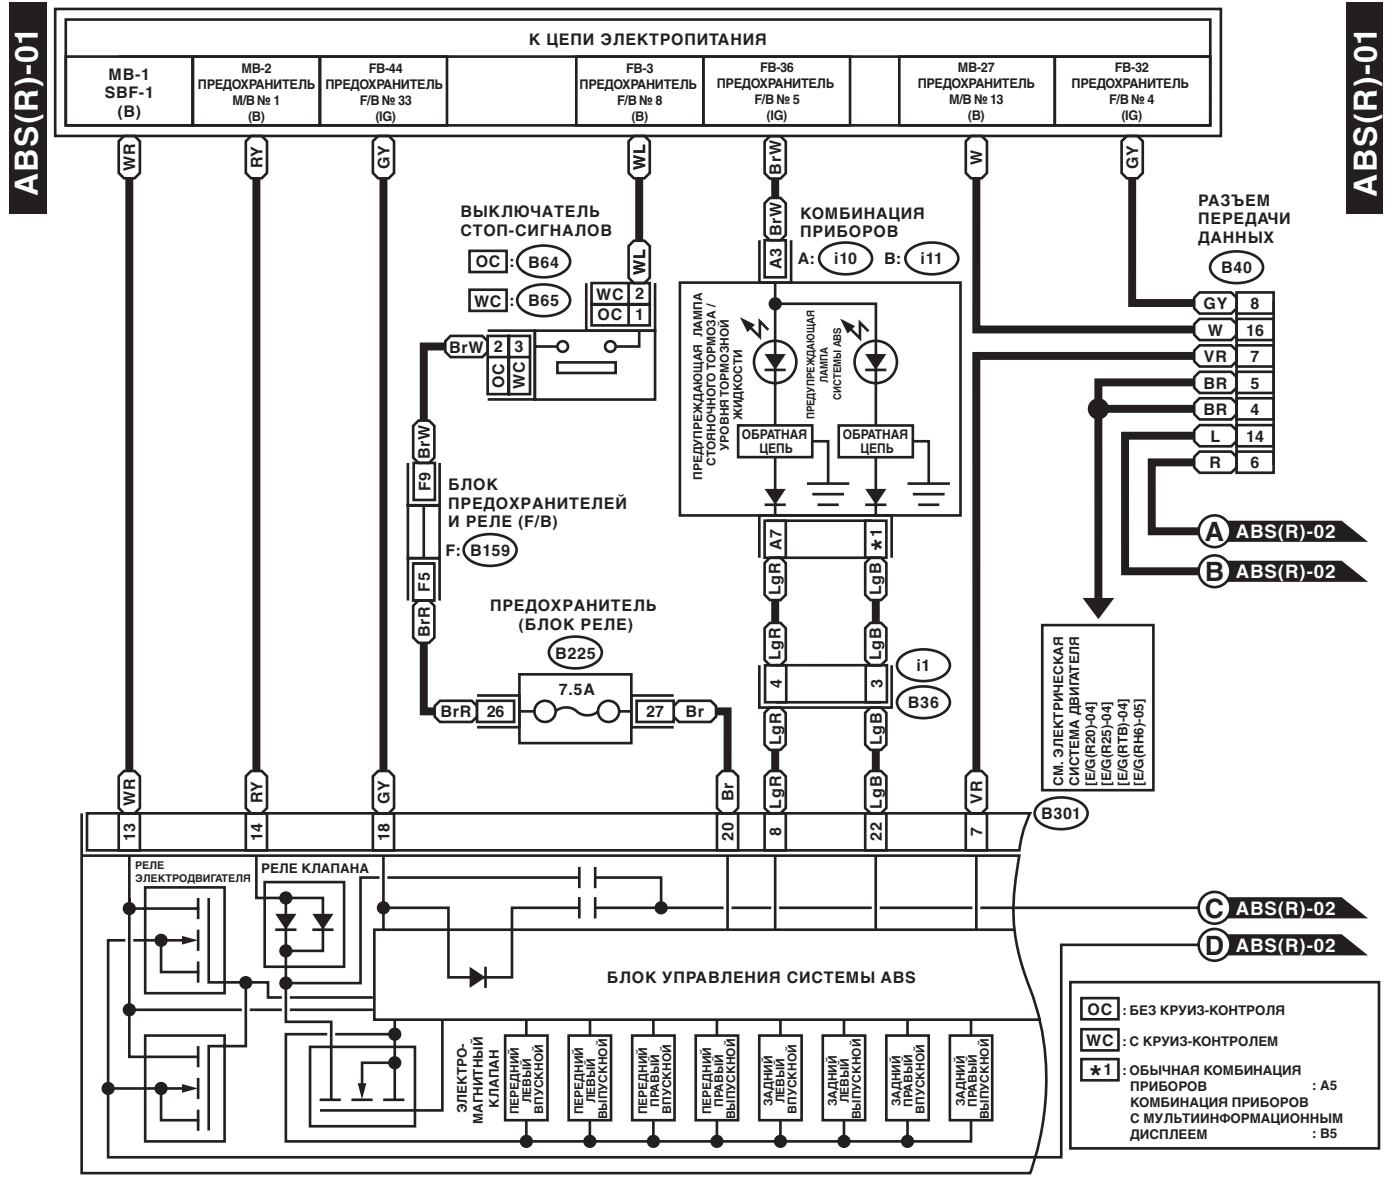 ABS(R)-01
ABS(R)-01
К ЦЕПИ ЭЛЕКТРОПИТАНИЯ
MB-1
SBF-1
(B)
MB-2
ПРЕДОХРАНИТЕЛЬ
M/B № 1
(B)
FB-44
ПРЕДОХРАНИТЕЛЬ
F/B № 33
(IG)
FB-3
ПРЕДОХРАНИТЕЛЬ
F/B № 8
(B)
FB-36
ПРЕДОХРАНИТЕЛЬ
F/B № 5
(IG)
MB-27
ПРЕДОХРАНИТЕЛЬ
M/B № 13
(B)
FB-32
ПРЕДОХРАНИТЕЛЬ
F/B № 4
(IG)
WR
RY
GY
WL
BrW
W
GY
ВЫКЛЮЧАТЕЛЬ
СТОП-СИГНАЛОВ
OC : B64
WC : B65
WL
WC 2
OC 1
BrW
2 3
OC WC
BrW
F9
БЛОК
ПРЕДОХРАНИТЕЛЕЙ
И РЕЛЕ (F/B)
F: B159
F5
BrR
ПРЕДОХРАНИТЕЛЬ
(БЛОК РЕЛЕ)
B225
7.5A
BrR 26
27 Br
BrW
A3
КОМБИНАЦИЯ
ПРИБОРОВ
A: i10 B: i11
ПРЕДУПРЕЖДАЮЩАЯ ЛАМПА
СТОЯНОЧНОГО ТОРМОЗА /
УРОВНЯ ТОРМОЗНОЙ
ЖИДКОСТИ
ПРЕДУПРЕЖДАЮЩАЯ
ЛАМПА
СИСТЕМЫ ABS
ОБРАТНАЯ
ЦЕПЬ
ОБРАТНАЯ
ЦЕПЬ
A7
*1
LgR
LgB
LgR
LgB
4
3
i1
B36
LgR
LgB
РАЗЪЕМ
ПЕРЕДАЧИ
ДАННЫХ
B40
GY 8
W 16
VR 7
BR 5
BR 4
L 14
R 6
A ABS(R)-02
B ABS(R)-02
СМ. ЭЛЕКТРИЧЕСКАЯ
СИСТЕМА ДВИГАТЕЛЯ
[E/G(R20)-04]
[E/G(R25)-04]
[E/G(RTB)-04]
[E/G(RH6)-05]
WR
RY
GY
Br
LgR
LgB
VR
B301
13
14
18
20
8
22
7
РЕЛЕ
ЭЛЕКТРОДВИГАТЕЛЯ
РЕЛЕ КЛАПАНА
C ABS(R)-02
D ABS(R)-02
БЛОК УПРАВЛЕНИЯ СИСТЕМЫ ABS
ЭЛЕКТРО-
МАГНИТНЫЙ
КЛАПАН
ПЕРЕДНИЙ
ЛЕВЫЙ
ВПУСКНОЙ
ПЕРЕДНИЙ
ЛЕВЫЙ
ВЫПУСКНОЙ
ПЕРЕДНИЙ
ПРАВЫЙ
ВПУСКНОЙ
ПЕРЕДНИЙ
ПРАВЫЙ
ВЫПУСКНОЙ
ЗАДНИЙ
ЛЕВЫЙ
ВПУСКНОЙ
ЗАДНИЙ
ЛЕВЫЙ
ВЫПУСКНОЙ
ЗАДНИЙ
ПРАВЫЙ
ВПУСКНОЙ
ЗАДНИЙ
ПРАВЫЙ
ВЫПУСКНОЙ
OC : БЕЗ КРУИЗ-КОНТРОЛЯ
WC : С КРУИЗ-КОНТРОЛЕМ
*1 : ОБЫЧНАЯ КОМБИНАЦИЯ
ПРИБОРОВ : A5
КОМБИНАЦИЯ ПРИБОРОВ
С МУЛЬТИИНФОРМАЦИОННЫМ
ДИСПЛЕЕМ : B5